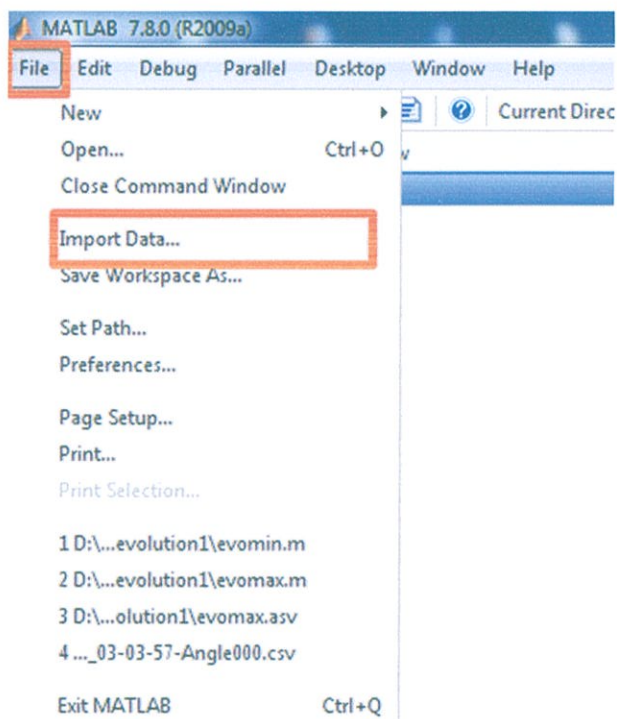 MATLAB 7.8.0 (R2009a)
File Edit Debug Parallel Desktop Window Help
New
Current Direc
Open... Ctrl+O
Close Command Window
Import Data...
Save Workspace As...
Set Path...
Preferences...
Page Setup...
Print...
Print Selection...
1 D:\...evolution1\evomin.m
2 D:\...evolution1\evomax.m
3 D:\...olution1\evomax.asv
4 ..._03-03-57-Angle000.csv
Exit MATLAB Ctrl+Q